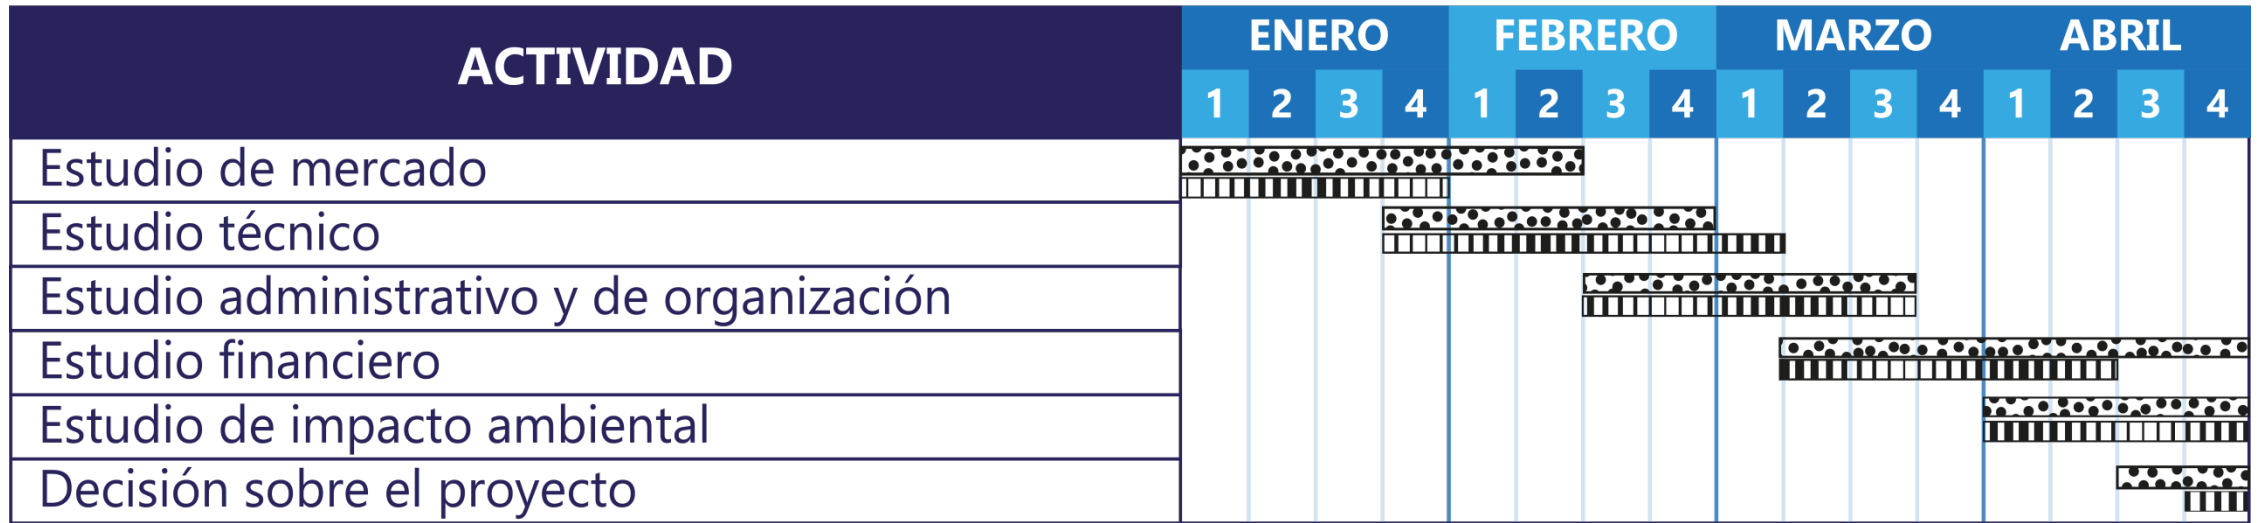 ACTIVIDAD
ENERO FEBRERO MARZO ABRIL
1 2 3 4 1 2 3 4 1 2 3 4 1 2 3 4
Estudio de mercado
Estudio técnico
Estudio administrativo y de organización
Estudio financiero
Estudio de impacto ambiental
Decisión sobre el proyecto